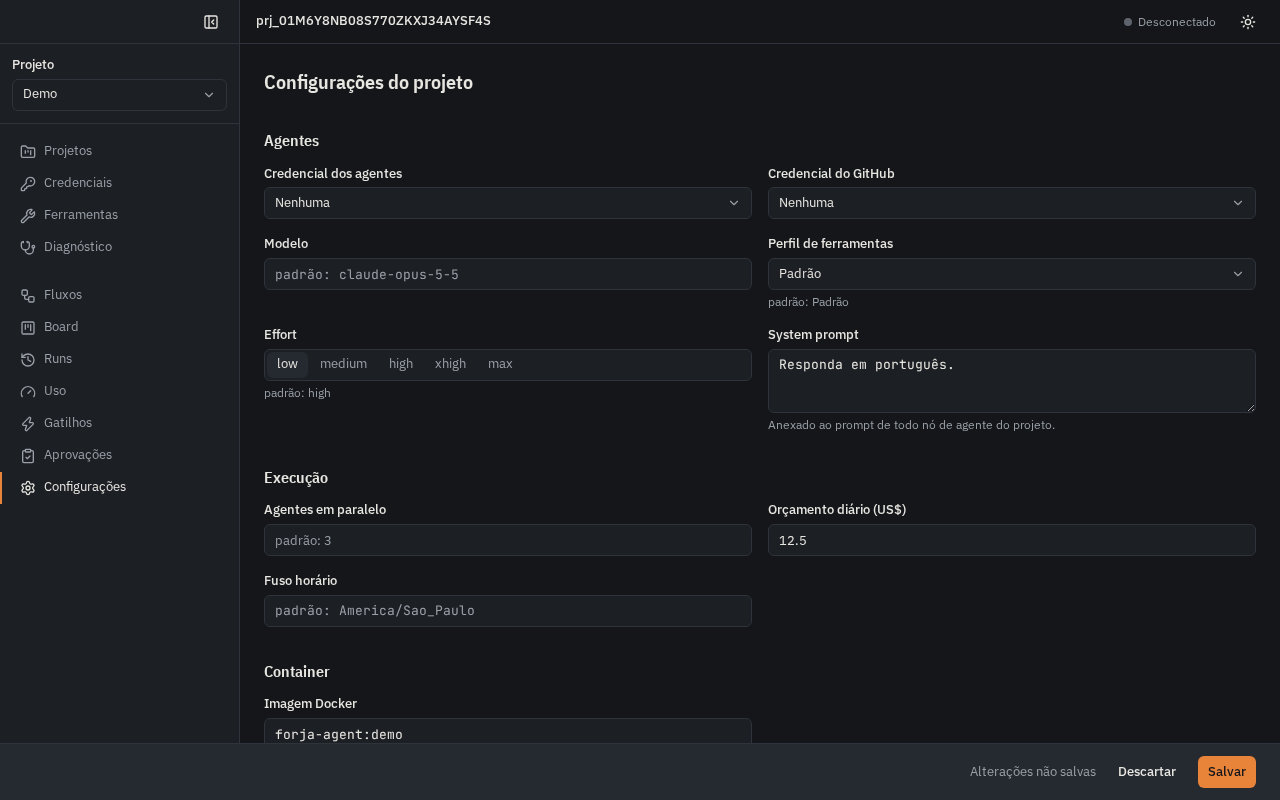 prj_01M6Y8NB08S77OZKXJ34AYSF4S
Desconectado
Projeto
Demo
Projetos
Credenciais
Ferramentas
Diagnóstico
Fluxos
Board
Runs
Uso
Gatilhos
Aprovações
Configurações
Configurações do projeto
Agentes
Credencial dos agentes
Nenhuma
Credencial do GitHub
Nenhuma
Modelo
padrão: claude-opus-5-5
Perfil de ferramentas
Padrão
padrão: Padrão
Effort
low medium high xhigh max
padrão: high
System prompt
Responda em português.
Anexado ao prompt de todo nó de agente do projeto.
Execução
Agentes em paralelo
padrão: 3
Orçamento diário (US$)
12.5
Fuso horário
padrão: America/Sao_Paulo
Container
Imagem Docker
forja-agent:demo
Alterações não salvas
Descartar
Salvar